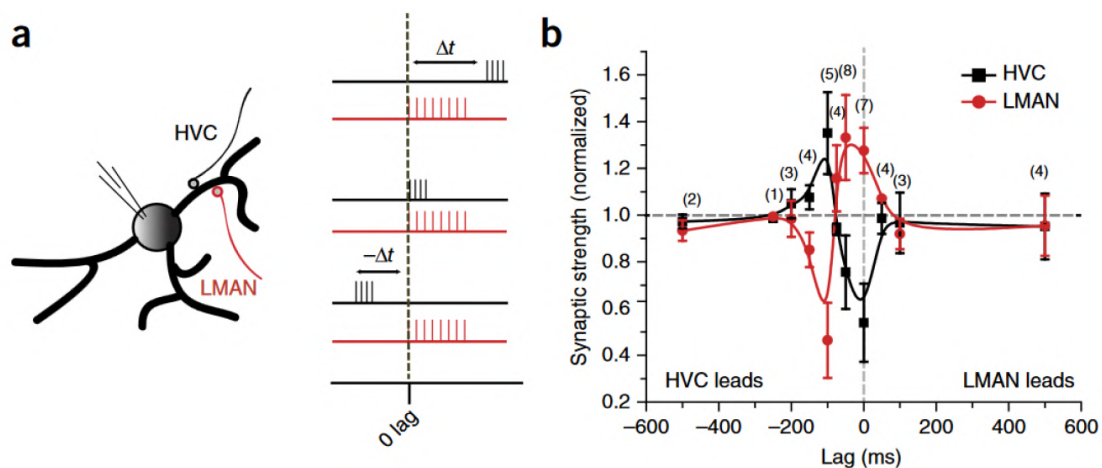 a
HVC
LMAN
Δt
−Δt
0 lag
b
HVC
LMAN
Synaptic strength (normalized)
1.6
1.4
1.2
1.0
0.8
0.6
0.4
0.2
(2)
(1)
(3)
(4)
(5)
(4)
(8)
(7)
(4)
(3)
(4)
HVC leads
LMAN leads
−600 −400 −200 0 200 400 600
Lag (ms)